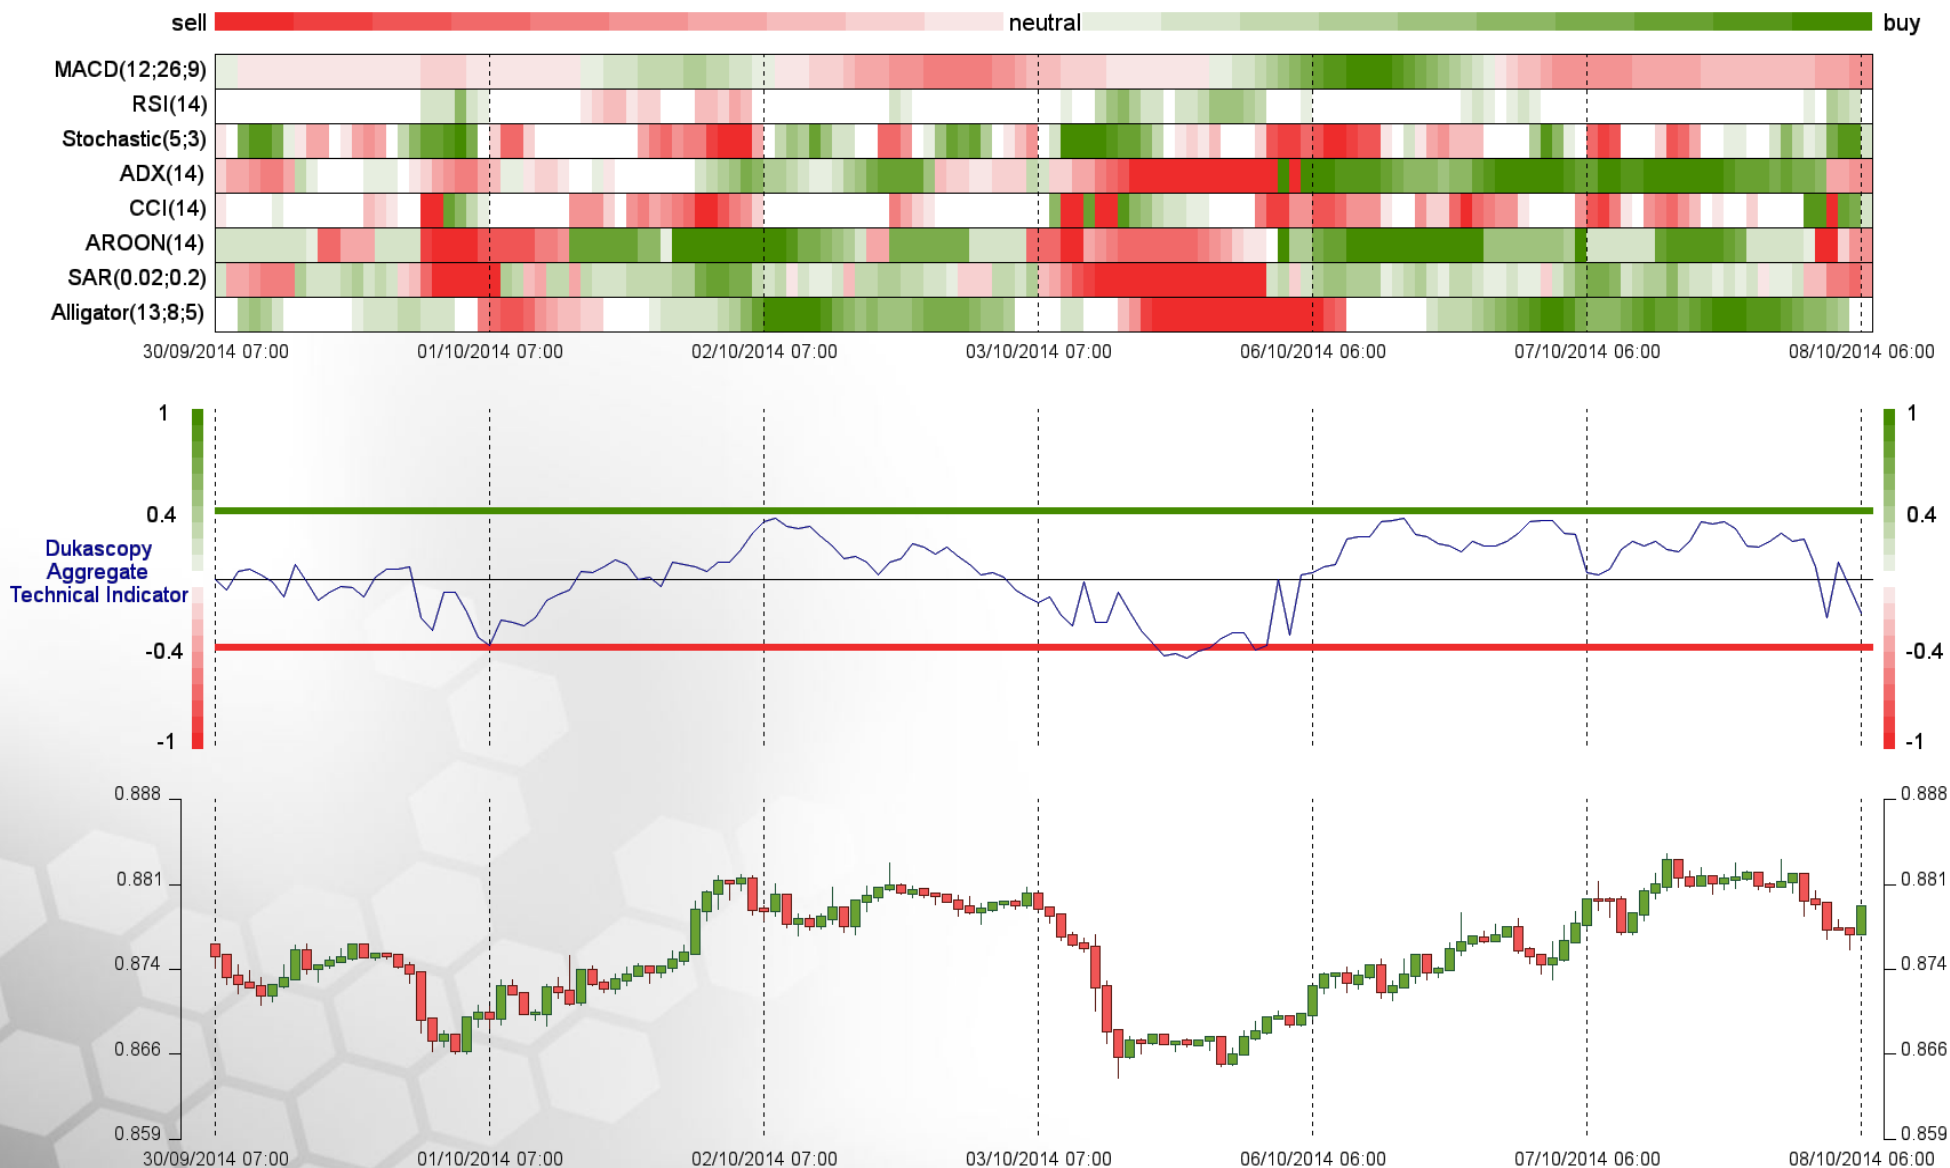 sell neutral buy
MACD(12;26;9)
RSI(14)
Stochastic(5;3)
ADX(14)
CCI(14)
AROON(14)
SAR(0.02;0.2)
Alligator(13;8;5)
30/09/2014 07:00 01/10/2014 07:00 02/10/2014 07:00 03/10/2014 07:00 06/10/2014 06:00 07/10/2014 06:00 08/10/2014 06:00
1 1
0.4 0.4
Dukascopy
Aggregate
Technical Indicator
-0.4 -0.4
-1 -1
0.888 0.888
0.881 0.881
0.874 0.874
0.866 0.866
0.859 0.859
30/09/2014 07:00 01/10/2014 07:00 02/10/2014 07:00 03/10/2014 07:00 06/10/2014 06:00 07/10/2014 06:00 08/10/2014 06:00